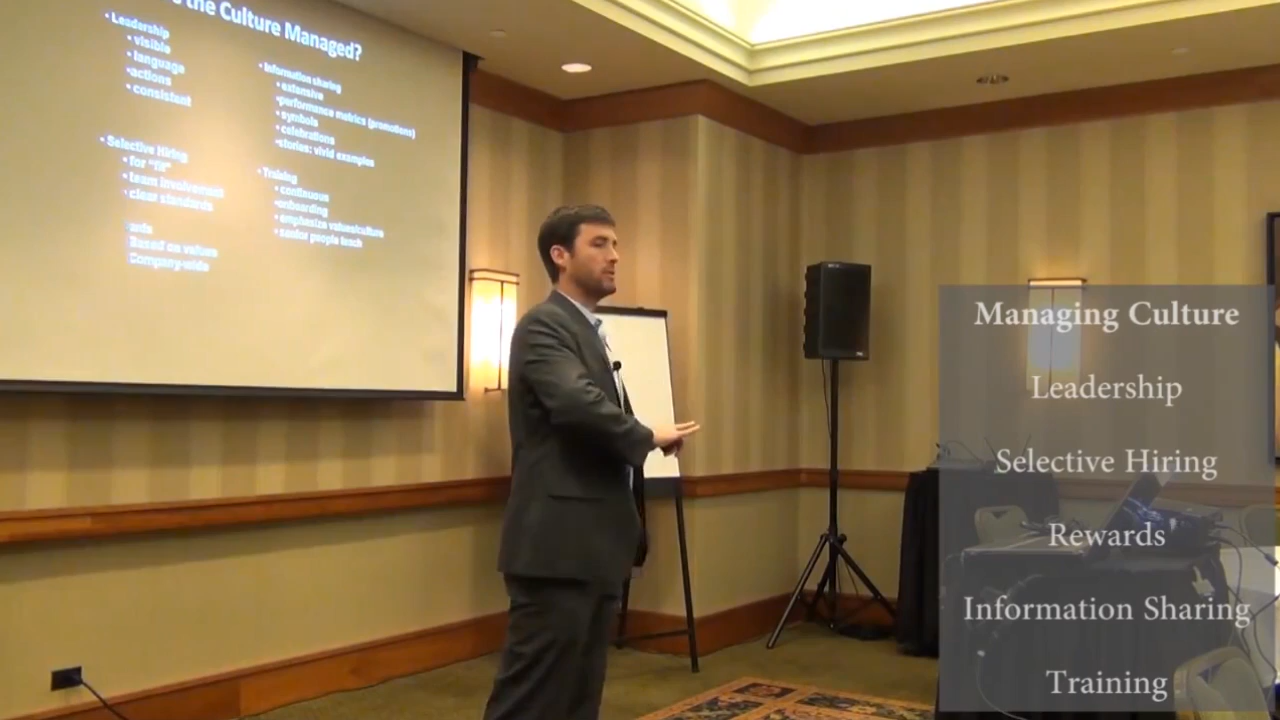 the Culture Managed?
• Leadership
• visible
• language
•actions
• consistent
• Selective Hiring
• for "fit"
• team involvement
• clear standards
Based on values
Company-wide
• Information sharing
• extensive
•performance metrics (promotions)
• symbols
• celebrations
•stories: vivid examples
• Training
• continuous
•onboarding
• emphasize values/culture
• senior people teach
Managing Culture
Leadership
Selective Hiring
Rewards
Information Sharing
Training